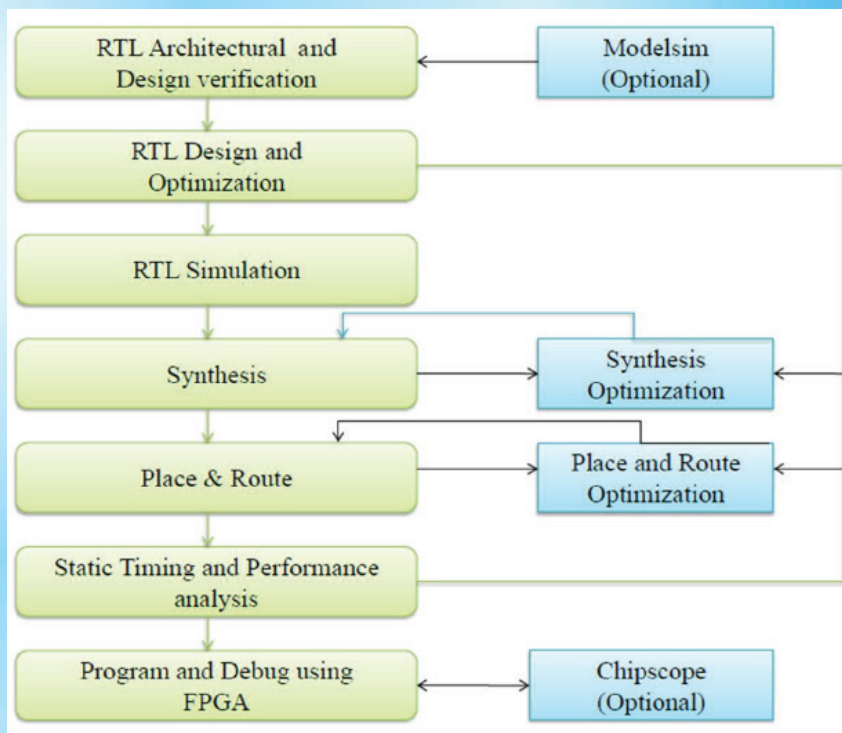 RTL Architectural and
Design verification
Modelsim
(Optional)
RTL Design and
Optimization
RTL Simulation
Synthesis
Synthesis
Optimization
Place & Route
Place and Route
Optimization
Static Timing and Performance
analysis
Program and Debug using
FPGA
Chipscope
(Optional)